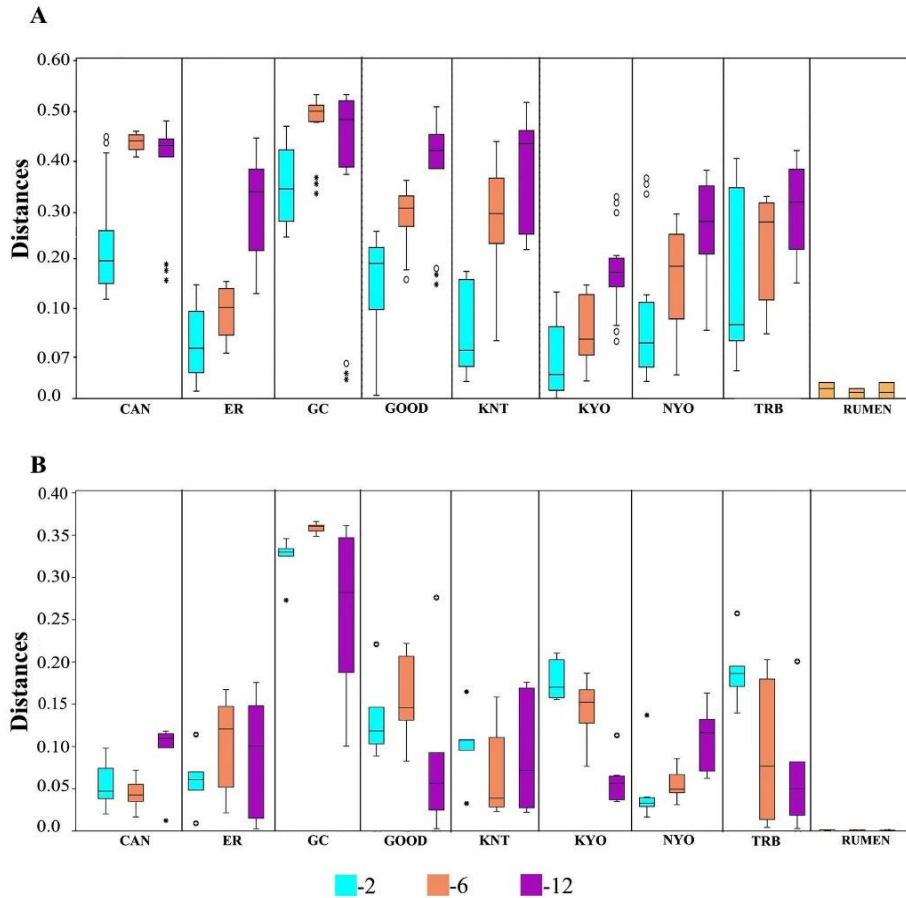 A
Distances
0.60
0.50
0.40
0.30
0.20
0.10
0.07
0.0
CAN ER GC GOOD KNT KYO NYO TRB RUMEN
B
Distances
0.40
0.35
0.30
0.25
0.20
0.15
0.10
0.05
0.0
CAN ER GC GOOD KNT KYO NYO TRB RUMEN
-2 -6 -12